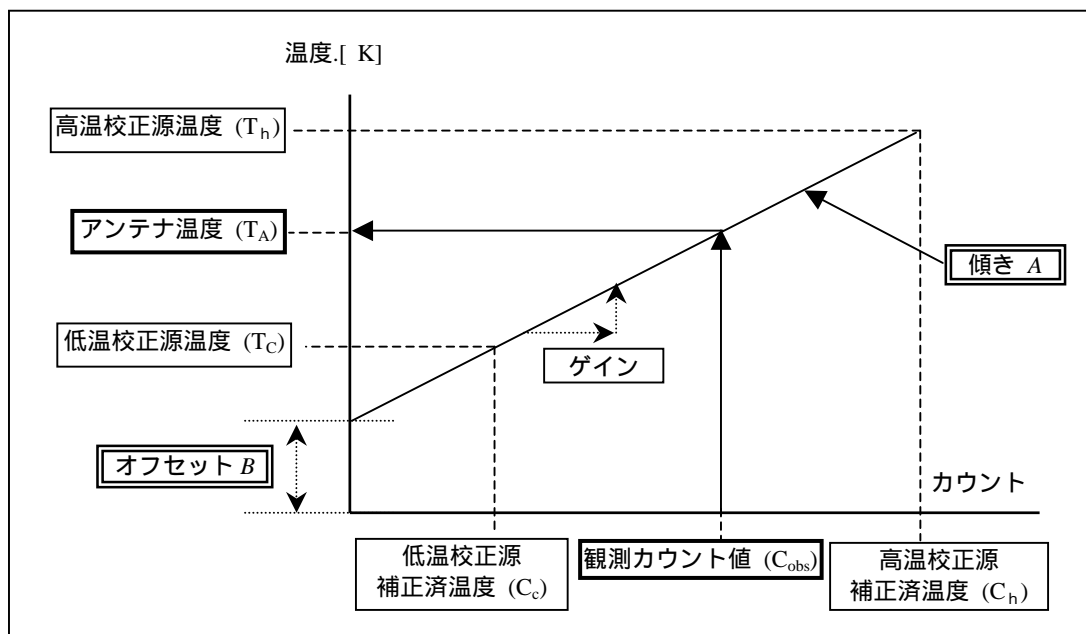 温度.[ K]
高温校正源温度 (Tｈ)
アンテナ温度 (TA)
傾き A
低温校正源温度 (TC)
ゲイン
オフセット B
カウント
低温校正源
補正済温度 (Cc)
観測カウント値 (Cobs)
高温校正源
補正済温度 (Cｈ)